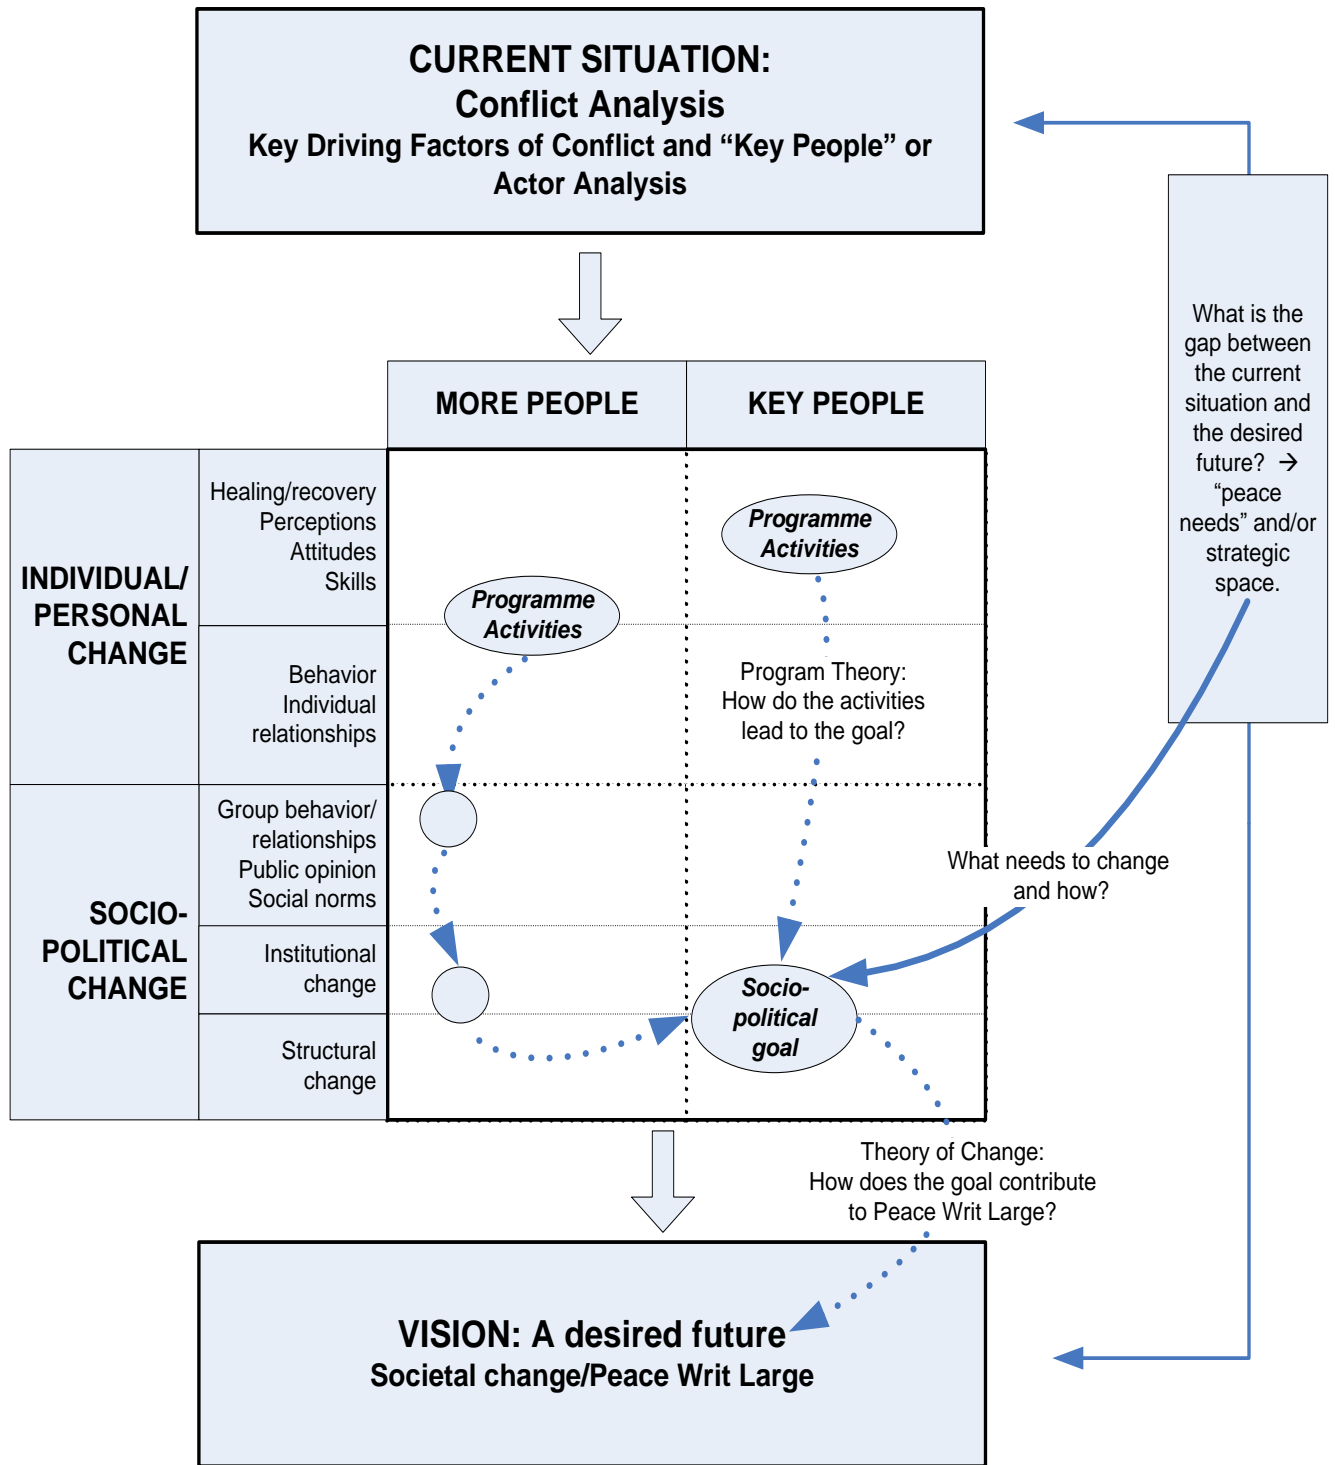 CURRENT SITUATION:
Conflict Analysis
Key Driving Factors of Conflict and “Key People” or
Actor Analysis
What is the
gap between
the current
situation and
the desired
future? →
“peace
needs” and/or
strategic
space.
MORE PEOPLE
KEY PEOPLE
INDIVIDUAL/
PERSONAL
CHANGE
Healing/recovery
Perceptions
Attitudes
Skills
Programme
Activities
Programme
Activities
Behavior
Individual
relationships
Program Theory:
How do the activities
lead to the goal?
SOCIO-
POLITICAL
CHANGE
Group behavior/
relationships
Public opinion
Social norms
What needs to change
and how?
Institutional
change
Socio-
political
goal
Structural
change
Theory of Change:
How does the goal contribute
to Peace Writ Large?
VISION: A desired future
Societal change/Peace Writ Large